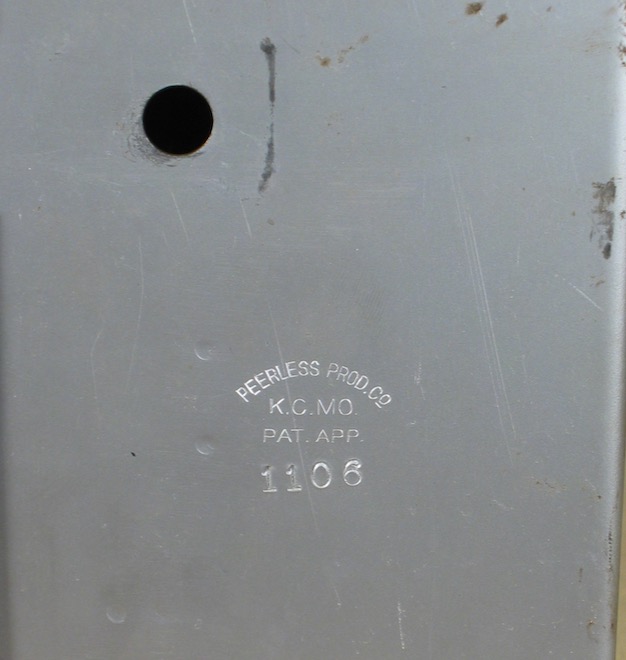 PEERLESS PROD. CO
K.C. MO.
PAT. APP.
1106